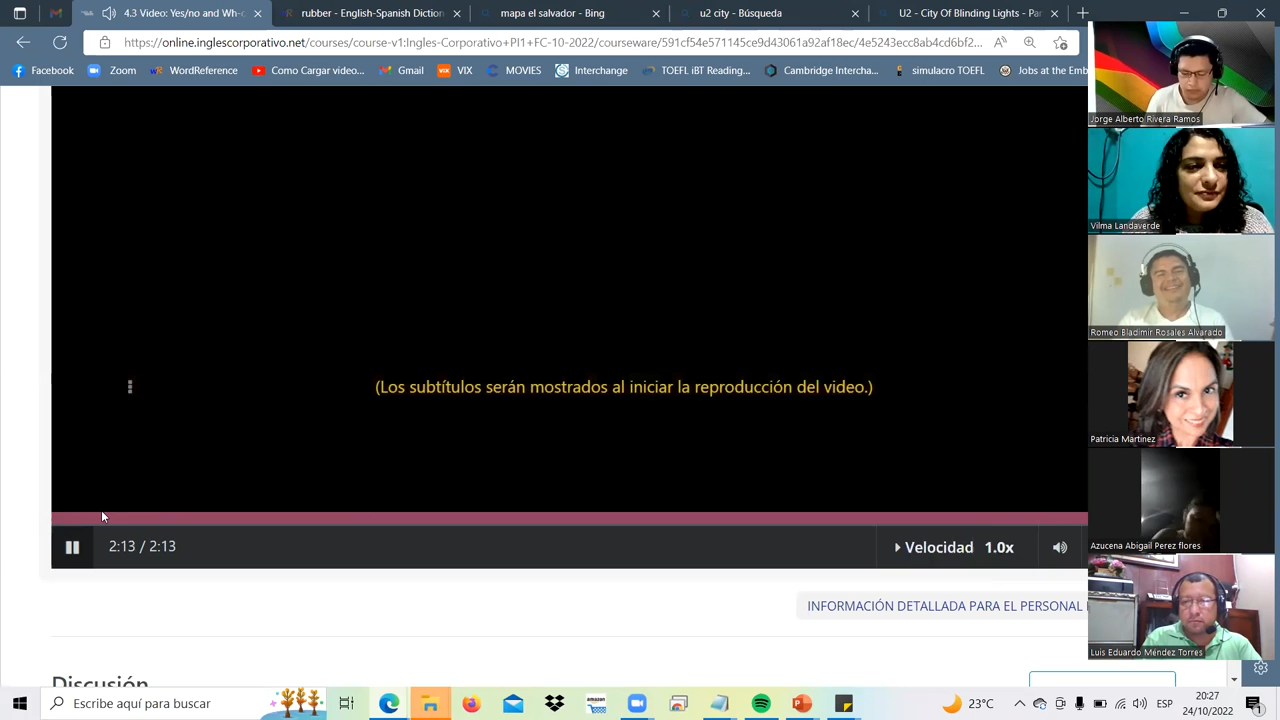 4.3 Video: Yes/no and Wh-c
rubber - English-Spanish Diction
mapa el salvador - Bing
u2 city - Búsqueda
U2 - City Of Blinding Lights - Par
https://online.inglescorporativo.net/courses/course-v1:Ingles-Corporativo+PI1+FC-10-2022/courseware/591cf54e571145ce9d43061a92af18ec/4e5243ecc8ab4cd6bf2...
Facebook
Zoom
WordReference
Como Cargar video...
Gmail
VIX
MOVIES
Interchange
TOEFL iBT Reading...
Cambridge Intercha...
simulacro TOEFL
Jobs at the Emb
Jorge Alberto Rivera Ramos
Vilma Landaverde
Romeo Bladimir Rosales Alvarado
(Los subtítulos serán mostrados al iniciar la reproducción del video.)
Patricia Martinez
2:13 / 2:13
Velocidad 1.0x
Azucena Abigail Perez flores
INFORMACIÓN DETALLADA PARA EL PERSONAL
Luis Eduardo Méndez Torres
Discusión
Escribe aquí para buscar
23°C
ESP
20:27
24/10/2022